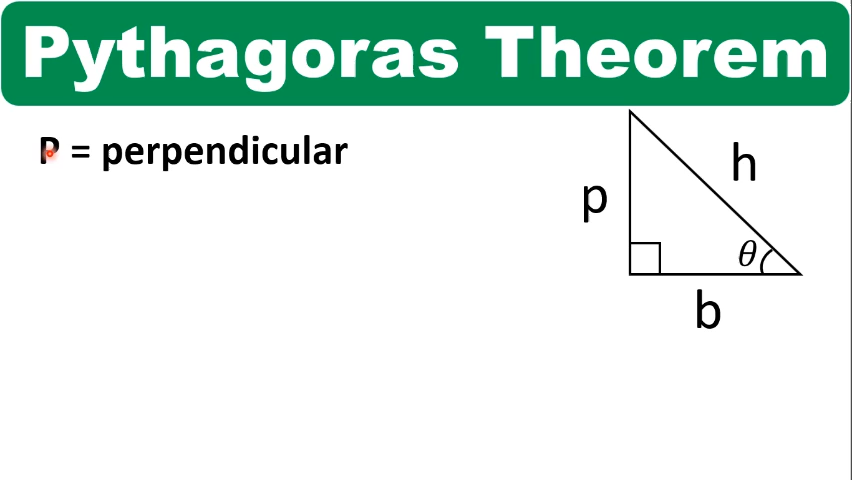 Pythagoras Theorem
P = perpendicular
h
p
θ
b